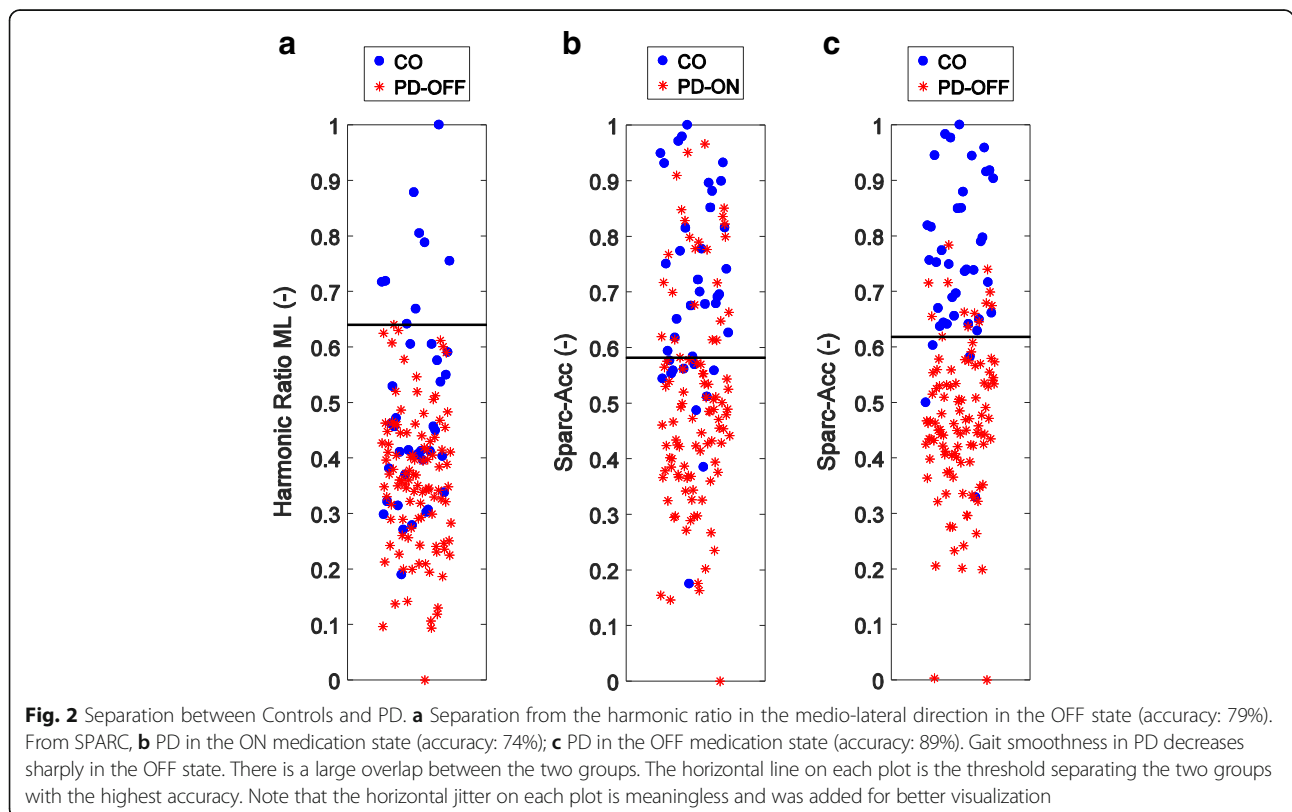 a
b
c
CO
PD-OFF
CO
PD-ON
CO
PD-OFF
Harmonic Ratio ML (-)
1
0.9
0.8
0.7
0.6
0.5
0.4
0.3
0.2
0.1
0
Sparc-Acc (-)
1
0.9
0.8
0.7
0.6
0.5
0.4
0.3
0.2
0.1
0
Sparc-Acc (-)
1
0.9
0.8
0.7
0.6
0.5
0.4
0.3
0.2
0.1
0
Fig. 2 Separation between Controls and PD. a Separation from the harmonic ratio in the medio-lateral direction in the OFF state (accuracy: 79%).
From SPARC, b PD in the ON medication state (accuracy: 74%); c PD in the OFF medication state (accuracy: 89%). Gait smoothness in PD decreases
sharply in the OFF state. There is a large overlap between the two groups. The horizontal line on each plot is the threshold separating the two groups
with the highest accuracy. Note that the horizontal jitter on each plot is meaningless and was added for better visualization